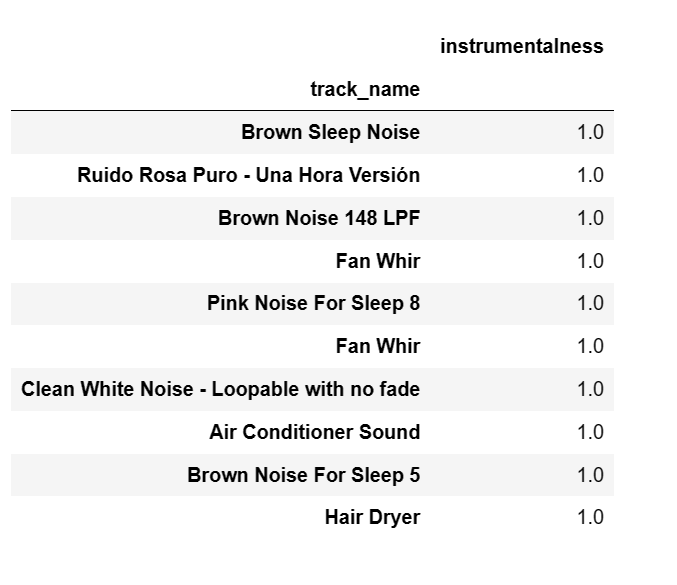 instrumentalness
track_name
Brown Sleep Noise 1.0
Ruido Rosa Puro - Una Hora Versión 1.0
Brown Noise 148 LPF 1.0
Fan Whir 1.0
Pink Noise For Sleep 8 1.0
Fan Whir 1.0
Clean White Noise - Loopable with no fade 1.0
Air Conditioner Sound 1.0
Brown Noise For Sleep 5 1.0
Hair Dryer 1.0